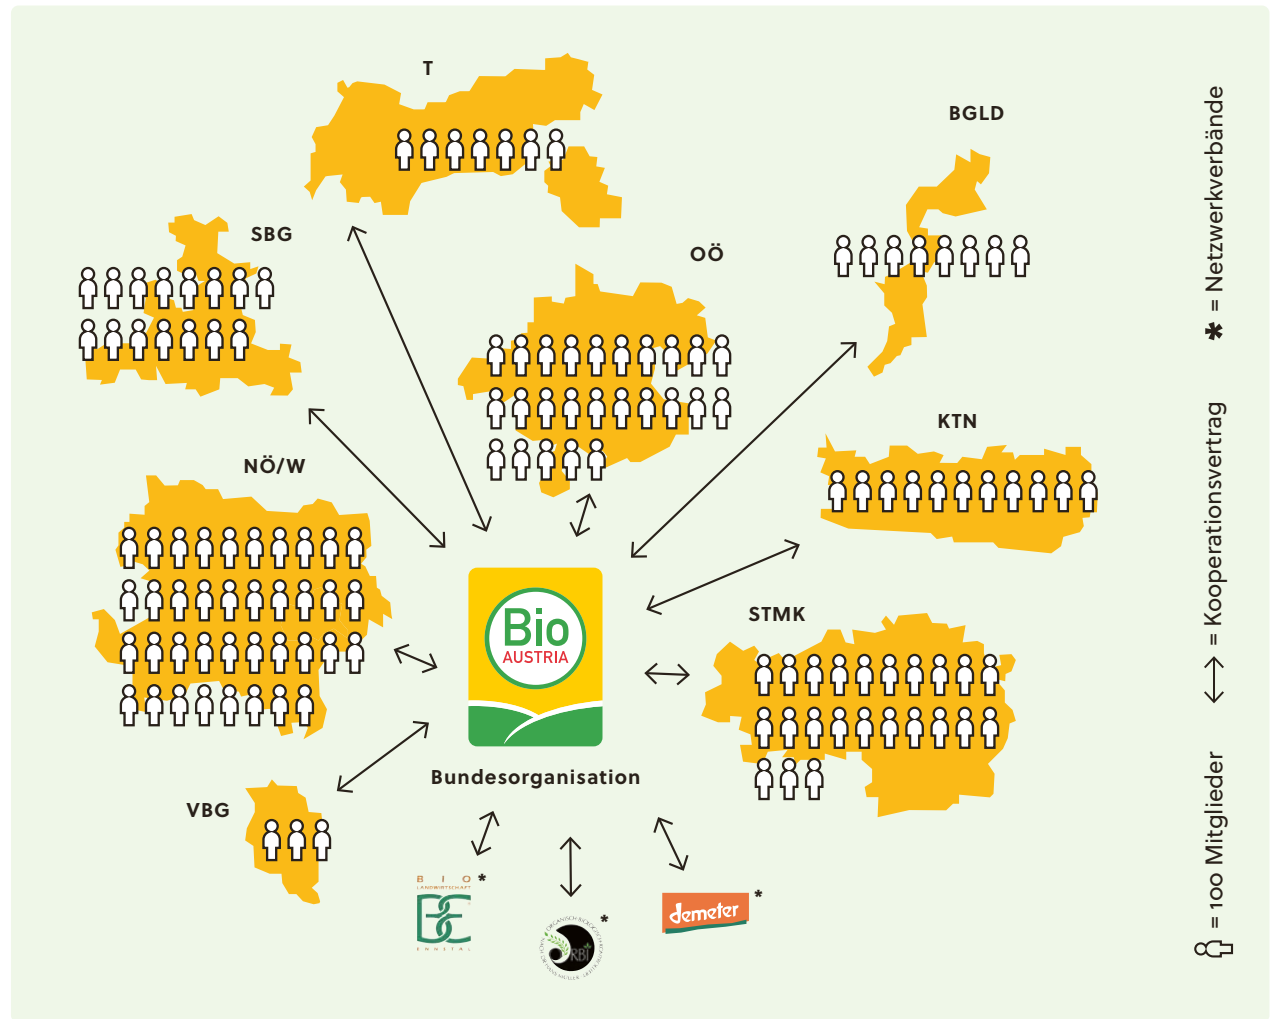 T
BGLD
SBG
OÖ
KTN
NÖ/W
STMK
Bio
AUSTRIA
Bundesorganisation
VBG
BIO *
LANDWIRTSCHAFT
ENNSTAL
*
demeter *
= 100 Mitglieder
= Kooperationsvertrag
* = Netzwerkverbände